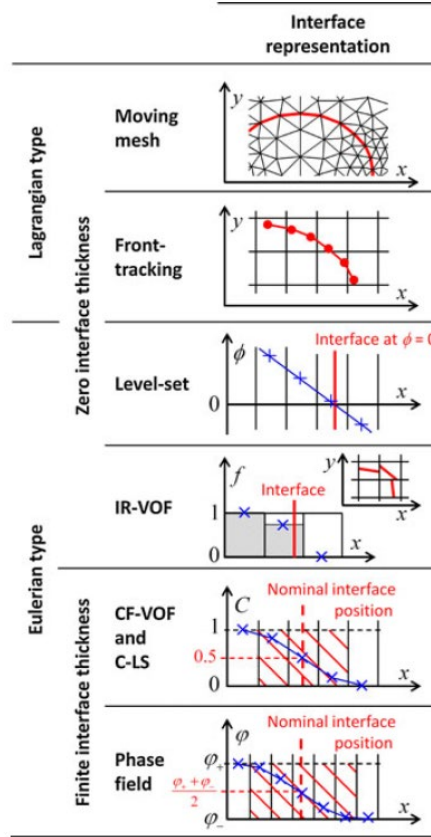 Interface
representation
Lagrangian type
Zero interface thickness
Moving
mesh
y
x
Front-
tracking
y
x
Eulerian type
Level-set
Interface at ϕ = 0
ϕ
0
x
IR-VOF
f
Interface
1
0
x
y
x
Finite interface thickness
CF-VOF
and
C-LS
Nominal interface
position
C
1
0.5
0
x
Phase
field
Nominal interface
position
φ
φ₊
φ₊ + φ₋
2
φ₋
x